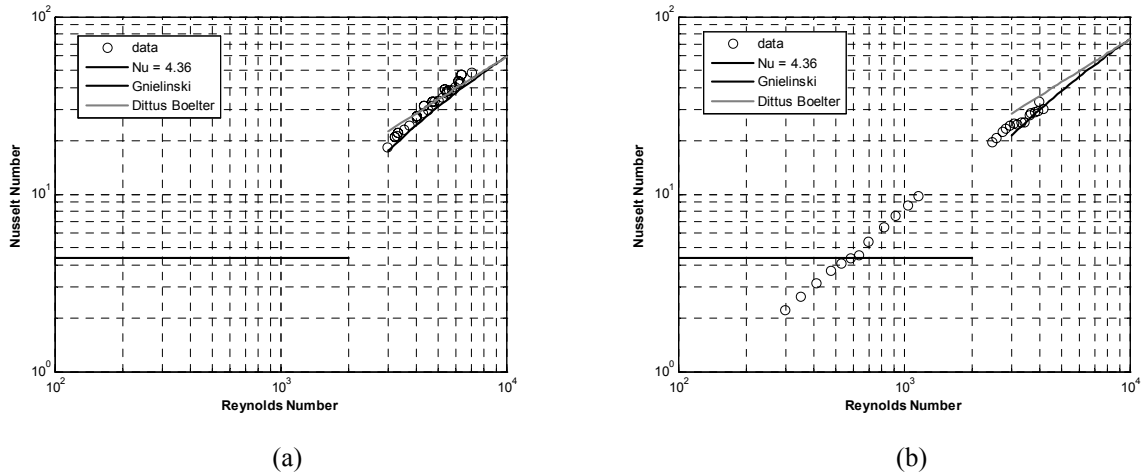 10^2
data
Nu = 4.36
Gnielinski
Dittus Boelter
Nusselt Number
10^1
10^0
10^2
10^3
10^4
Reynolds Number
(a)
10^2
data
Nu = 4.36
Gnielinski
Dittus Boelter
Nusselt Number
10^1
10^0
10^2
10^3
10^4
Reynolds Number
(b)